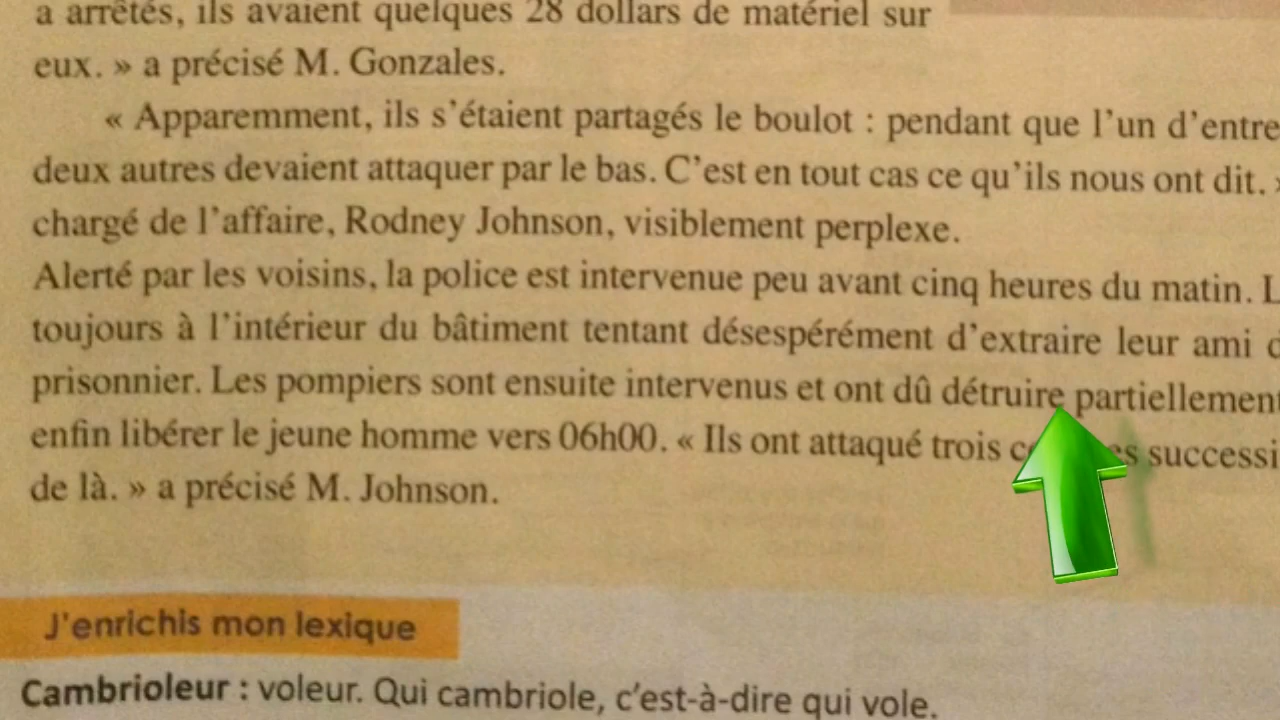 a arrêtés, ils avaient quelques 28 dollars de matériel sur
eux. » a précisé M. Gonzales.
« Apparemment, ils s'étaient partagés le boulot : pendant que l'un d'entre
deux autres devaient attaquer par le bas. C'est en tout cas ce qu'ils nous ont dit. »
chargé de l'affaire, Rodney Johnson, visiblement perplexe.
Alerté par les voisins, la police est intervenue peu avant cinq heures du matin.
toujours à l'intérieur du bâtiment tentant désespérément d'extraire leur ami
prisonnier. Les pompiers sont ensuite intervenus et ont dû détruire partiellement
enfin libérer le jeune homme vers 06h00. « Ils ont attaqué trois
de là. » a précisé M. Johnson.
J'enrichis mon lexique
Cambrioleur : voleur. Qui cambriole, c'est-à-dire qui vole.